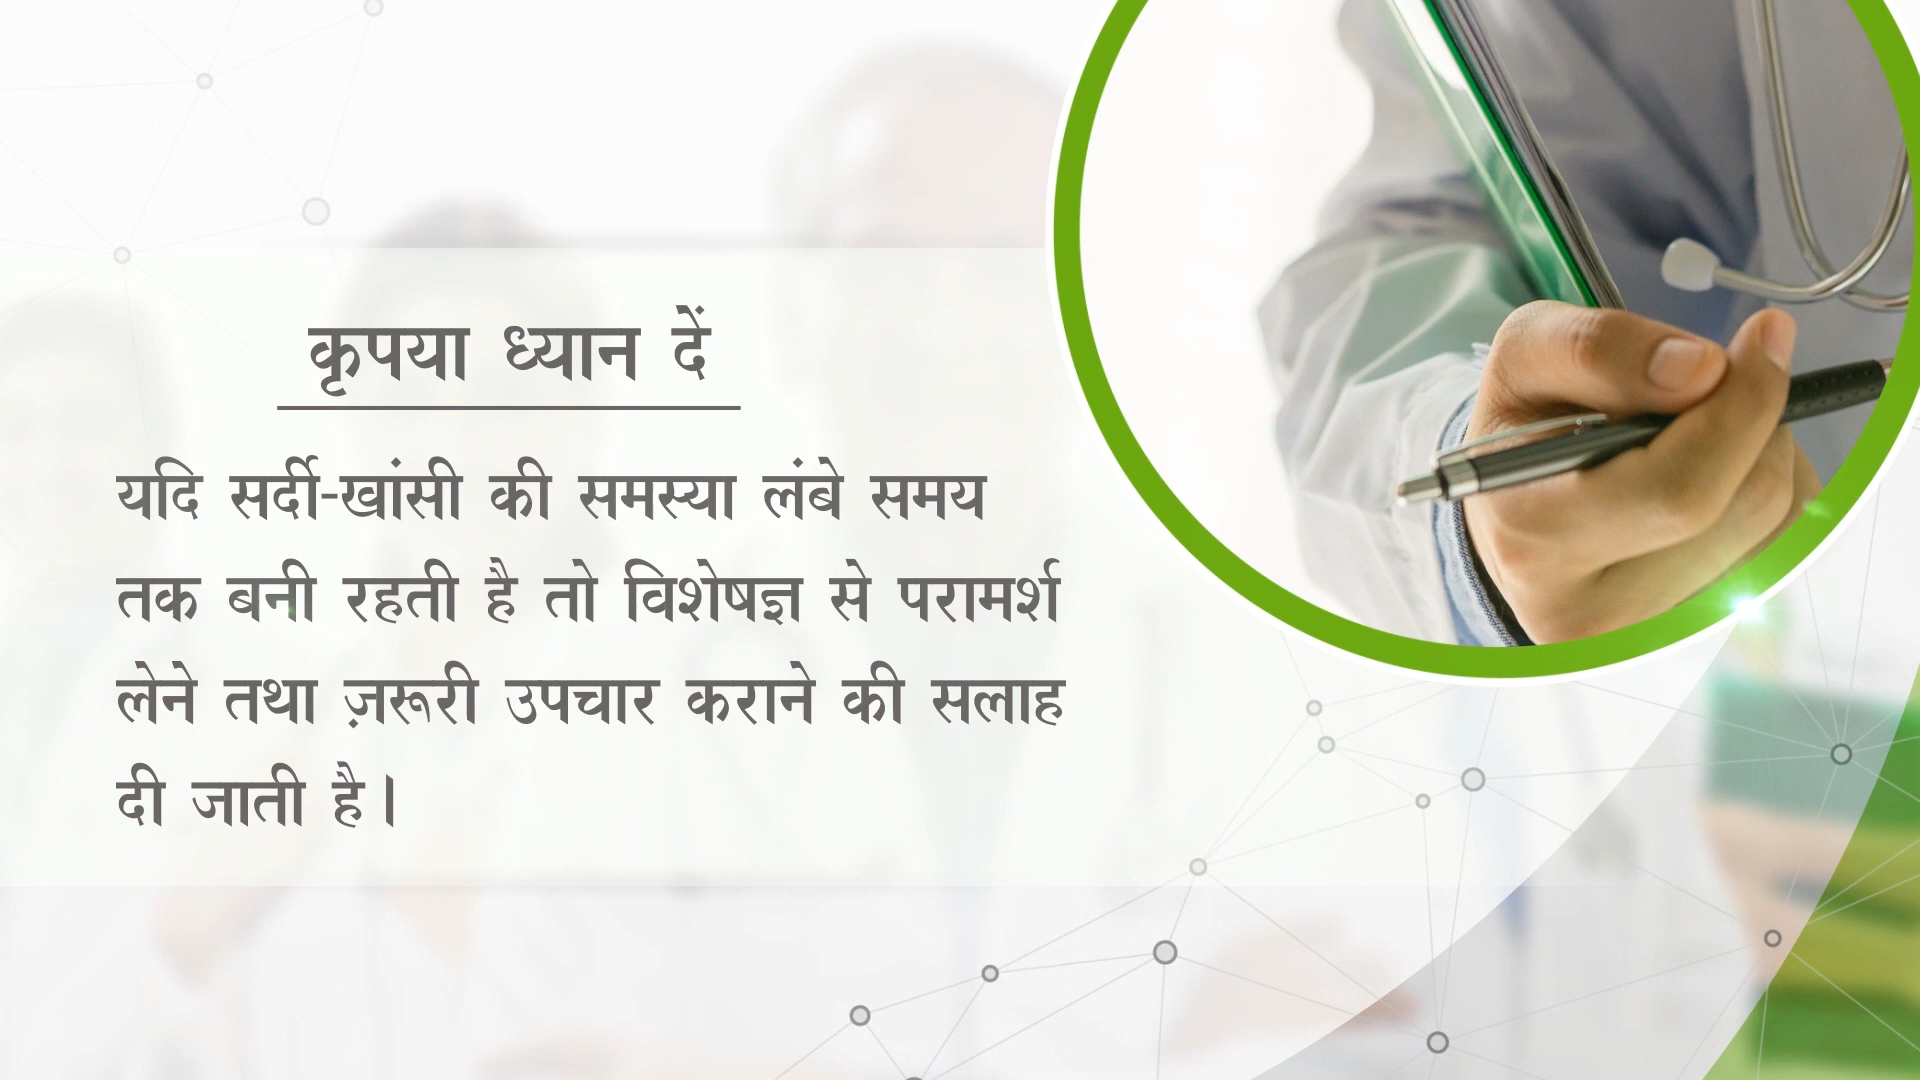 कृपया ध्यान दें
यदि सर्दी-खांसी की समस्या लंबे समय
तक बनी रहती है तो विशेषज्ञ से परामर्श
लेने तथा ज़रूरी उपचार कराने की सलाह
दी जाती है।